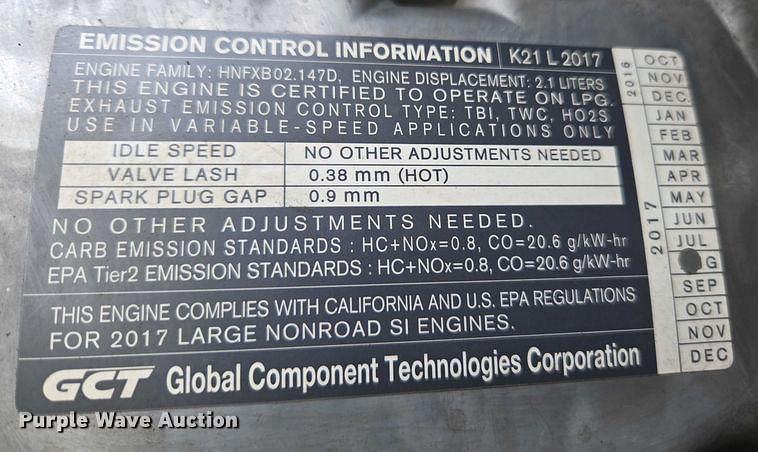 EMISSION CONTROL INFORMATION K21 L 2017
ENGINE FAMILY: HNFXB02.147D, ENGINE DISPLACEMENT: 2.1 LITERS
THIS ENGINE IS CERTIFIED TO OPERATE ON LPG.
EXHAUST EMISSION CONTROL TYPE: TBI, TWC, HO2S
USE IN VARIABLE-SPEED APPLICATIONS ONLY
IDLE SPEED NO OTHER ADJUSTMENTS NEEDED
VALVE LASH 0.38 mm (HOT)
SPARK PLUG GAP 0.9 mm
NO OTHER ADJUSTMENTS NEEDED.
CARB EMISSION STANDARDS : HC+NOx=0.8, CO=20.6 g/kW-hr
EPA Tier2 EMISSION STANDARDS : HC+NOx=0.8, CO=20.6 g/kW-hr
THIS ENGINE COMPLIES WITH CALIFORNIA AND U.S. EPA REGULATIONS
FOR 2017 LARGE NONROAD SI ENGINES.
GCT Global Component Technologies Corporation
2016
OCT
NOV
DEC
2017
JAN
FEB
MAR
APR
MAY
JUN
JUL
G
SEP
OCT
NOV
DEC
Purple Wave Auction